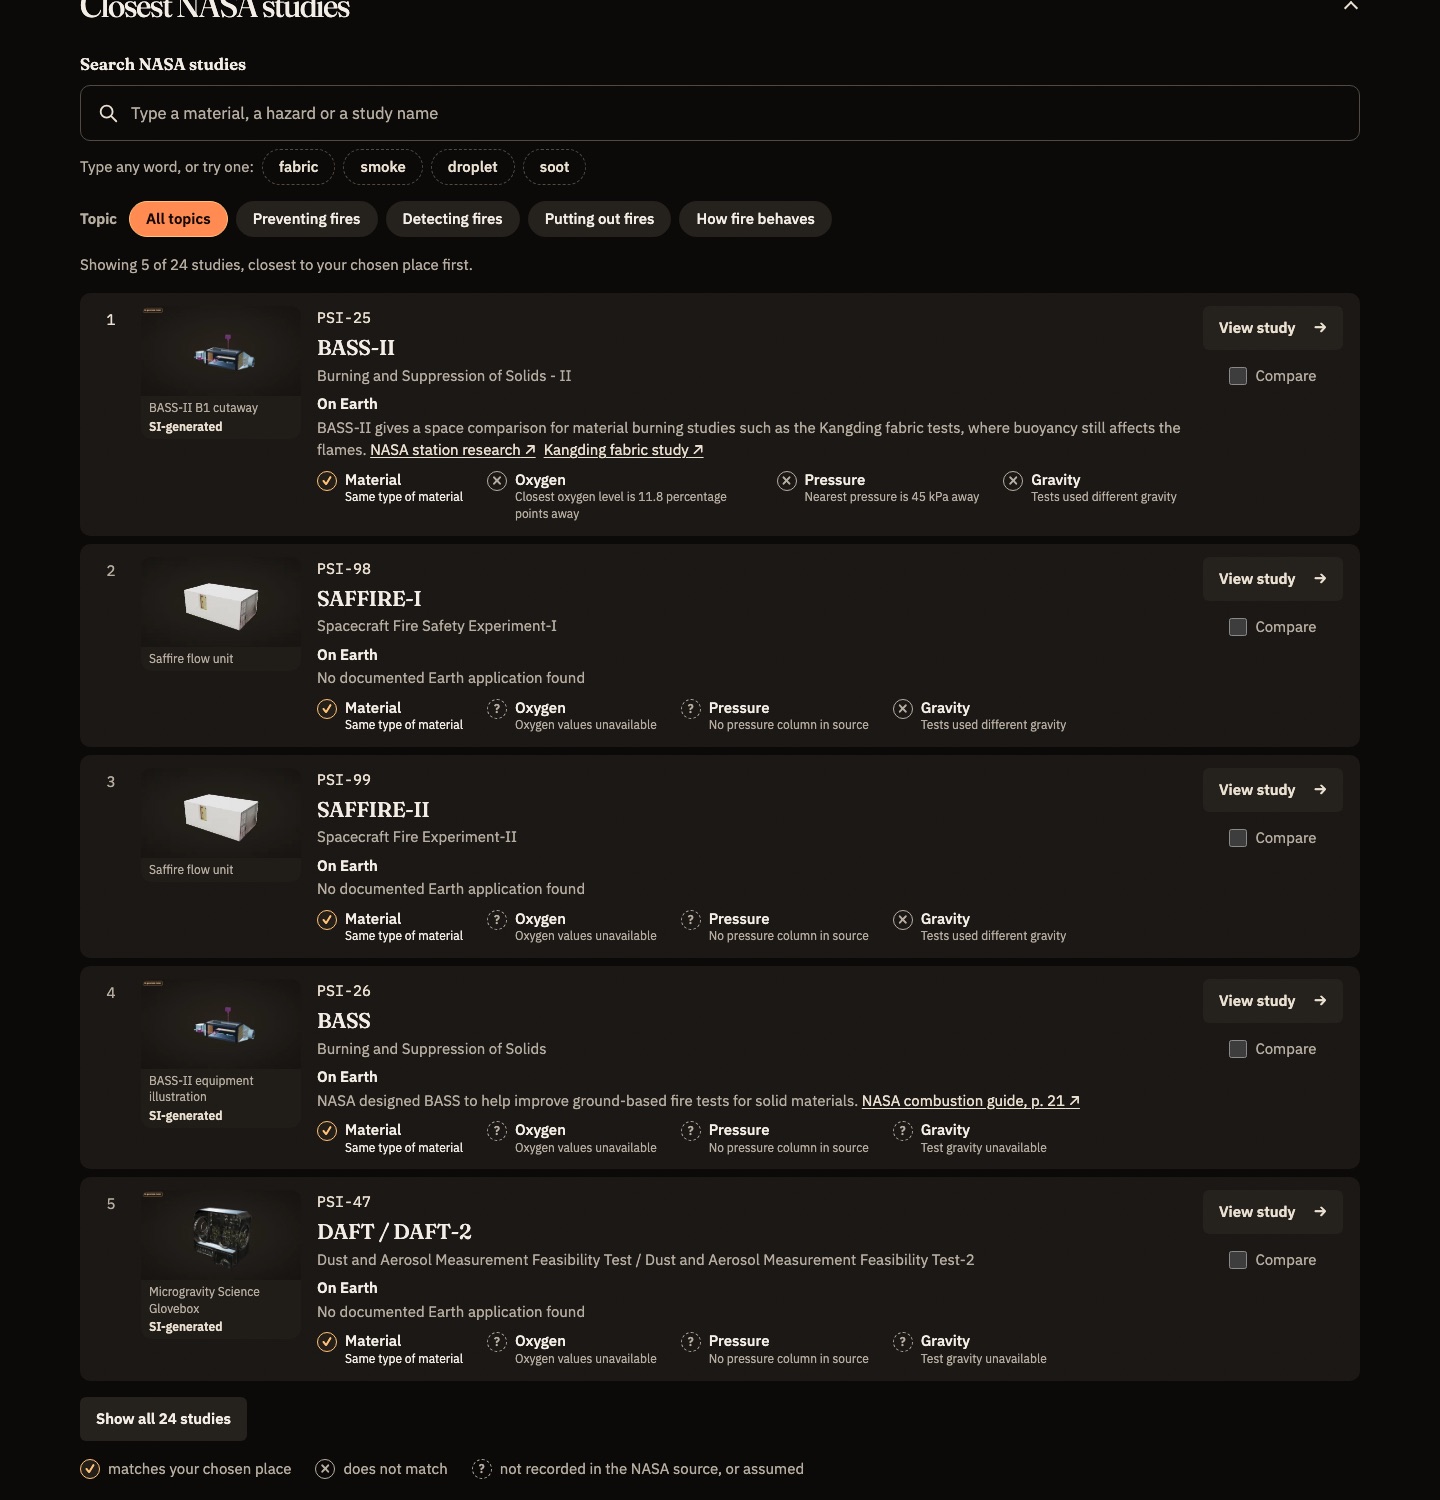 Closest NASA studies
Search NASA studies
Type a material, a hazard or a study name
Type any word, or try one: fabric smoke droplet soot
Topic All topics Preventing fires Detecting fires Putting out fires How fire behaves
Showing 5 of 24 studies, closest to your chosen place first.
1
BASS-II B1 cutaway
SI-generated
PSI-25
BASS-II
Burning and Suppression of Solids - II
On Earth
BASS-II gives a space comparison for material burning studies such as the Kangding fabric tests, where buoyancy still affects the
flames. NASA station research ↗ Kangding fabric study ↗
Material
Same type of material
Oxygen
Closest oxygen level is 11.8 percentage
points away
Pressure
Nearest pressure is 45 kPa away
Gravity
Tests used different gravity
View study →
Compare
2
Saffire flow unit
PSI-98
SAFFIRE-I
Spacecraft Fire Safety Experiment-I
On Earth
No documented Earth application found
Material
Same type of material
Oxygen
Oxygen values unavailable
Pressure
No pressure column in source
Gravity
Tests used different gravity
View study →
Compare
3
Saffire flow unit
PSI-99
SAFFIRE-II
Spacecraft Fire Experiment-II
On Earth
No documented Earth application found
Material
Same type of material
Oxygen
Oxygen values unavailable
Pressure
No pressure column in source
Gravity
Tests used different gravity
View study →
Compare
4
BASS-II equipment
illustration
SI-generated
PSI-26
BASS
Burning and Suppression of Solids
On Earth
NASA designed BASS to help improve ground-based fire tests for solid materials. NASA combustion guide, p. 21 ↗
Material
Same type of material
Oxygen
Oxygen values unavailable
Pressure
No pressure column in source
Gravity
Test gravity unavailable
View study →
Compare
5
Microgravity Science
Glovebox
SI-generated
PSI-47
DAFT / DAFT-2
Dust and Aerosol Measurement Feasibility Test / Dust and Aerosol Measurement Feasibility Test-2
On Earth
No documented Earth application found
Material
Same type of material
Oxygen
Oxygen values unavailable
Pressure
No pressure column in source
Gravity
Test gravity unavailable
View study →
Compare
Show all 24 studies
matches your chosen place
does not match
? not recorded in the NASA source, or assumed